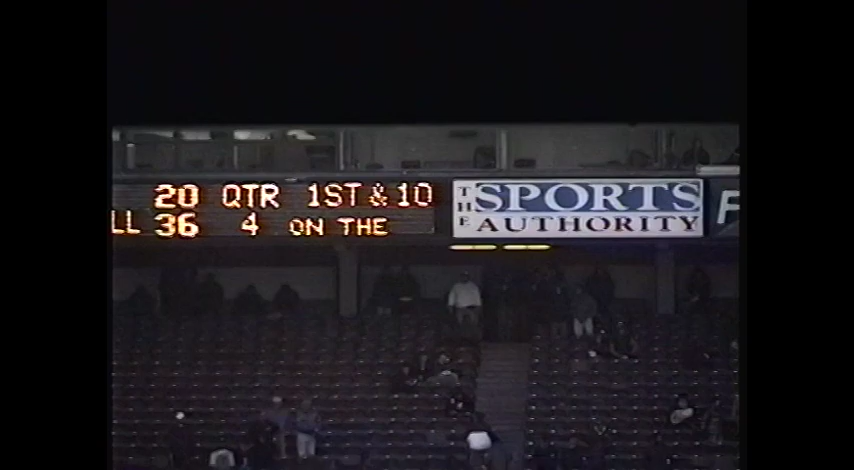 20 QTR 1ST & 10
LL 36 4 ON THE
THE SPORTS
AUTHORITY
F